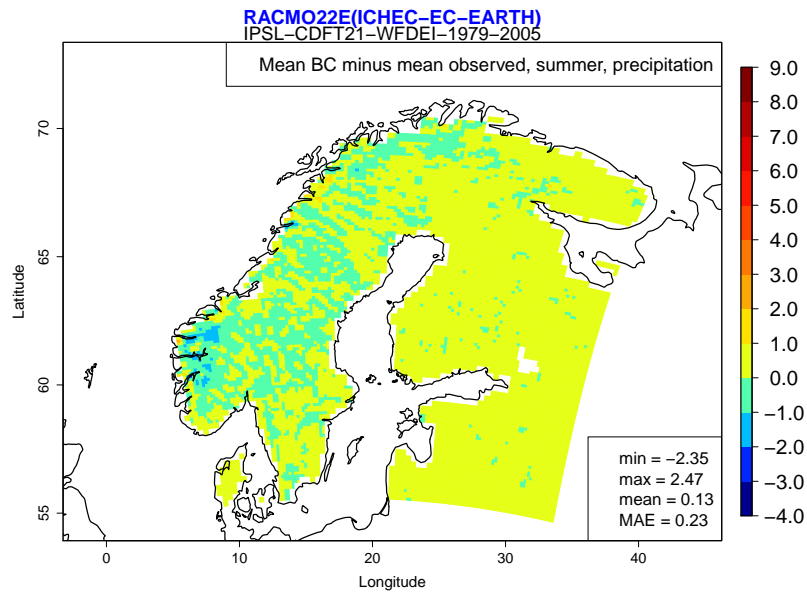 RACMO22E(ICHEC−EC−EARTH)
IPSL−CDFT21−WFDEI−1979−2005
Mean BC minus mean observed, summer, precipitation
9.0
8.0
7.0
6.0
5.0
4.0
3.0
2.0
1.0
0.0
−1.0
−2.0
−3.0
−4.0
70
65
60
55
Latitude
min = −2.35
max = 2.47
mean = 0.13
MAE = 0.23
0
10
20
30
40
Longitude